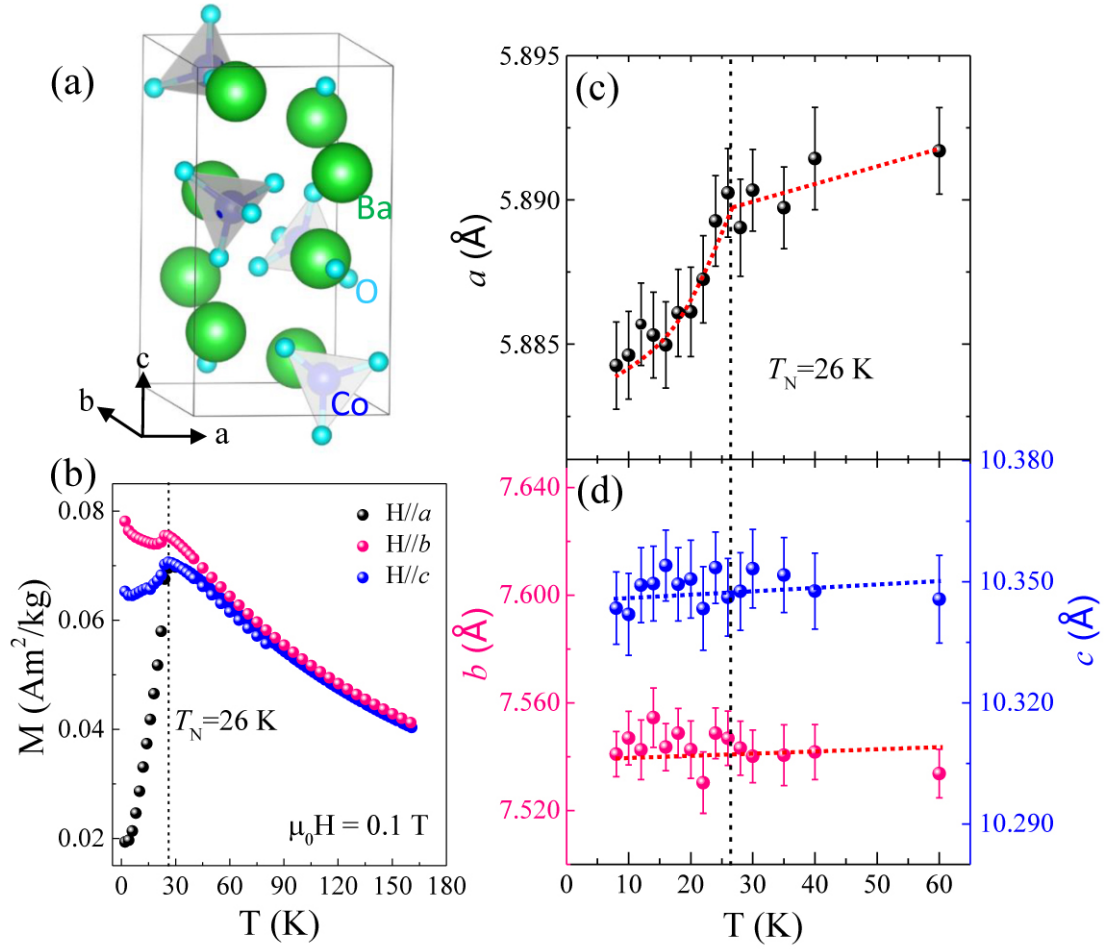 (a)
Ba
O
Co
c
b
a
(b)
M (Am²/kg)
0.08
0.06
0.04
0.02
H//a
H//b
H//c
T_N=26 K
μ₀H = 0.1 T
0 30 60 90 120 150 180
T (K)
(c)
a (Å)
5.895
5.890
5.885
T_N=26 K
(d)
b (Å)
7.640
7.600
7.560
7.520
c (Å)
10.380
10.350
10.320
10.290
0 10 20 30 40 50 60
T (K)